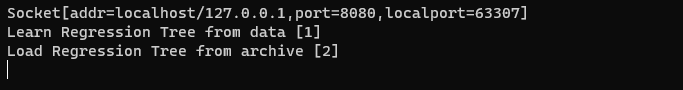 Socket[addr=localhost/127.0.0.1,port=8080,localport=63307]
Learn Regression Tree from data [1]
Load Regression Tree from archive [2]